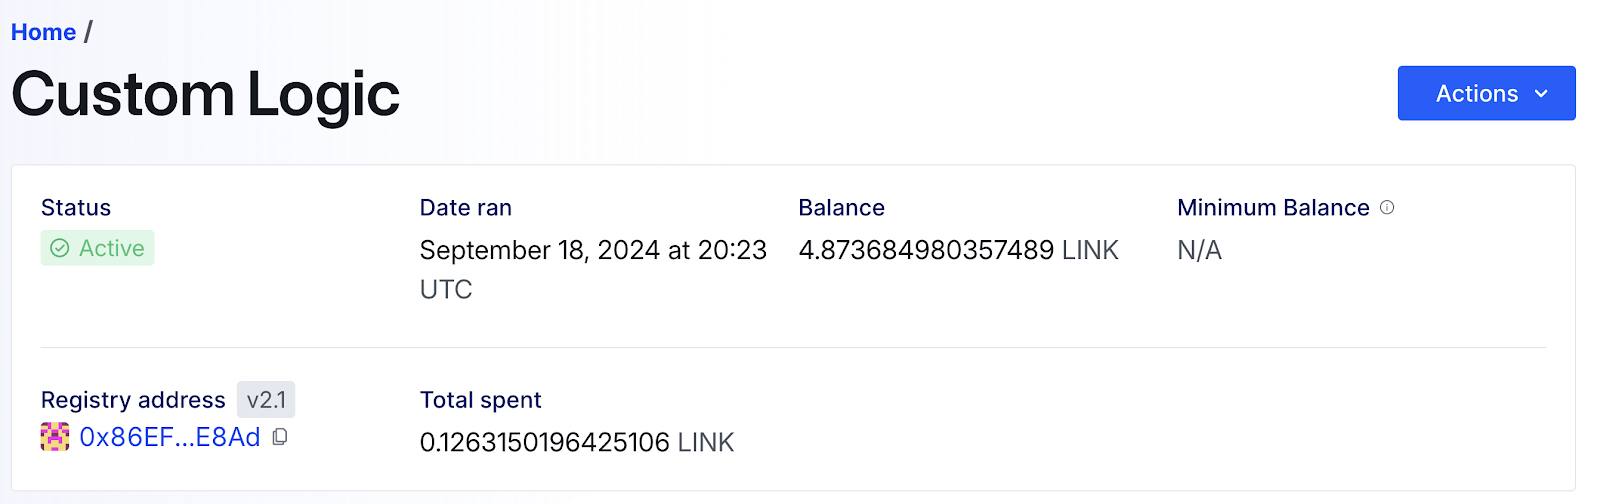 Home /
Custom Logic
Actions
Status
Active
Date ran
September 18, 2024 at 20:23
UTC
Balance
4.873684980357489 LINK
Minimum Balance
N/A
Registry address v2.1
0x86EF...E8Ad
Total spent
0.1263150196425106 LINK